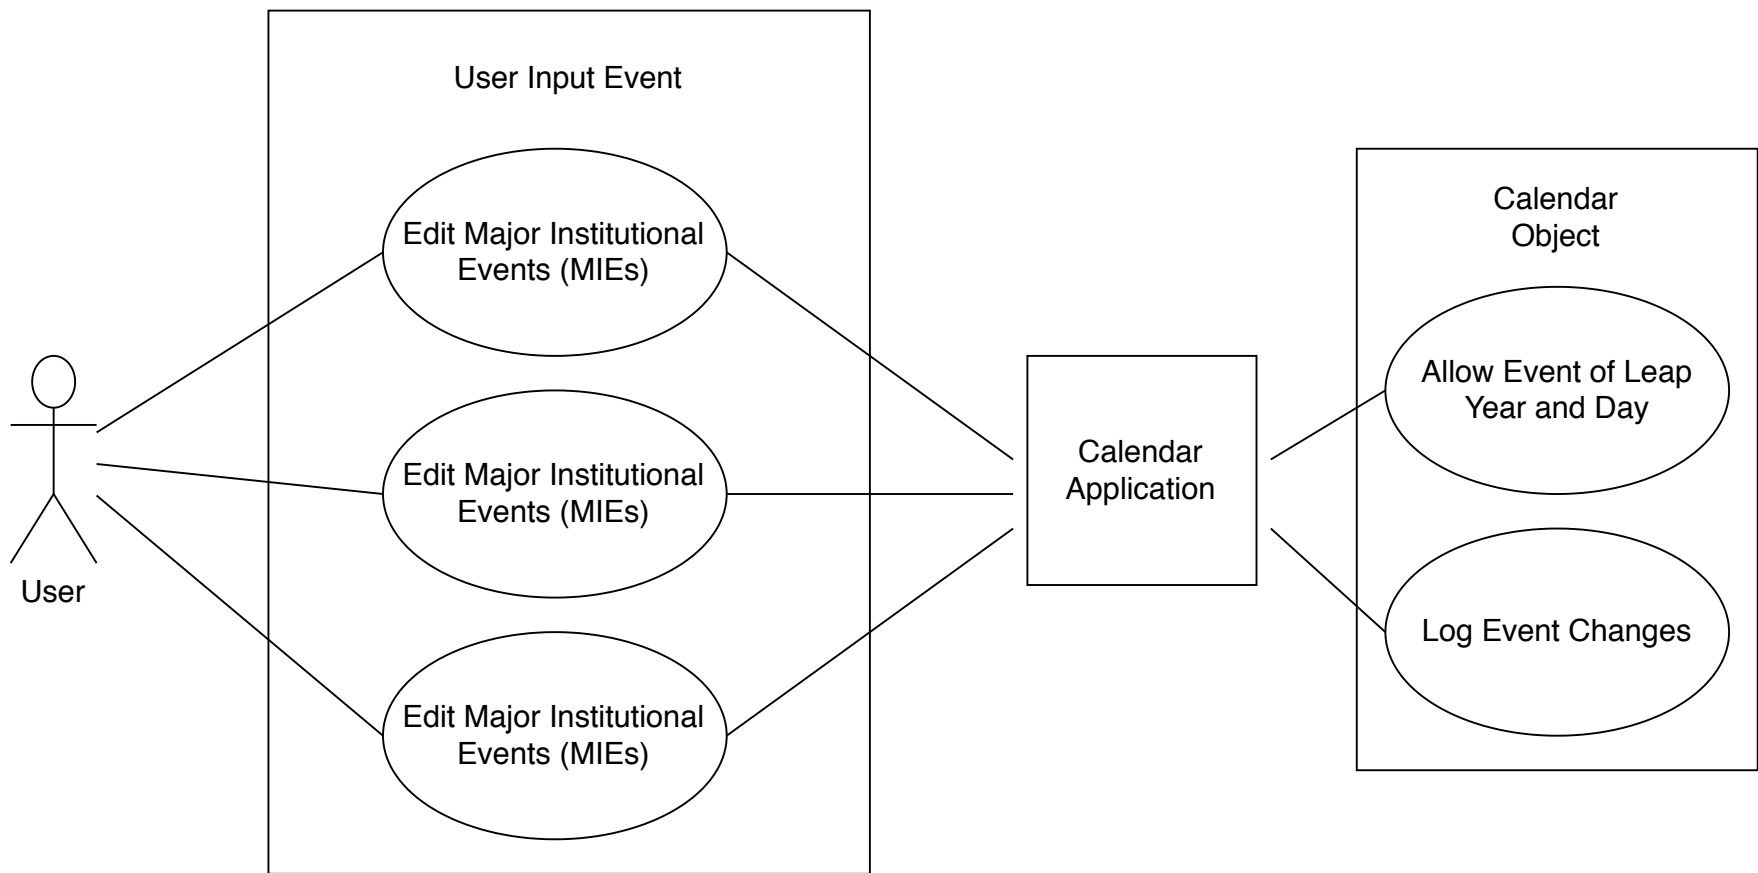 User Input Event
Edit Major Institutional
Events (MIEs)
Edit Major Institutional
Events (MIEs)
Edit Major Institutional
Events (MIEs)
User
Calendar
Application
Calendar
Object
Allow Event of Leap
Year and Day
Log Event Changes